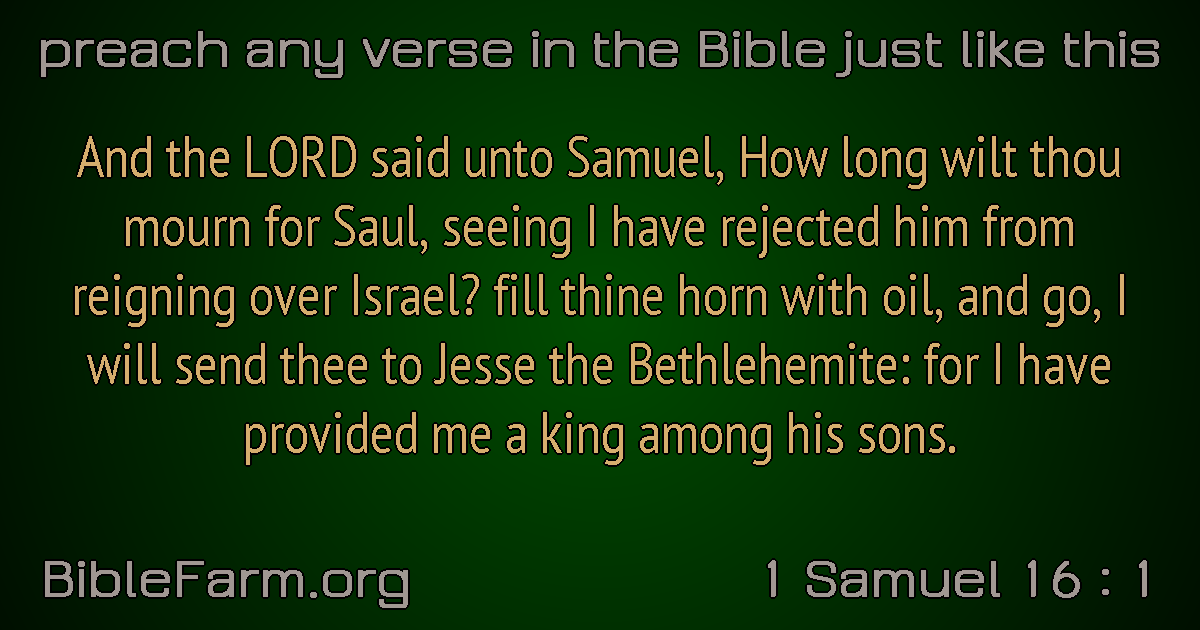 preach any verse in the Bible just like this
And the LORD said unto Samuel, How long wilt thou
mourn for Saul, seeing I have rejected him from
reigning over Israel? fill thine horn with oil, and go, I
will send thee to Jesse the Bethlehemite: for I have
provided me a king among his sons.
BibleFarm.org
1 Samuel 16 : 1